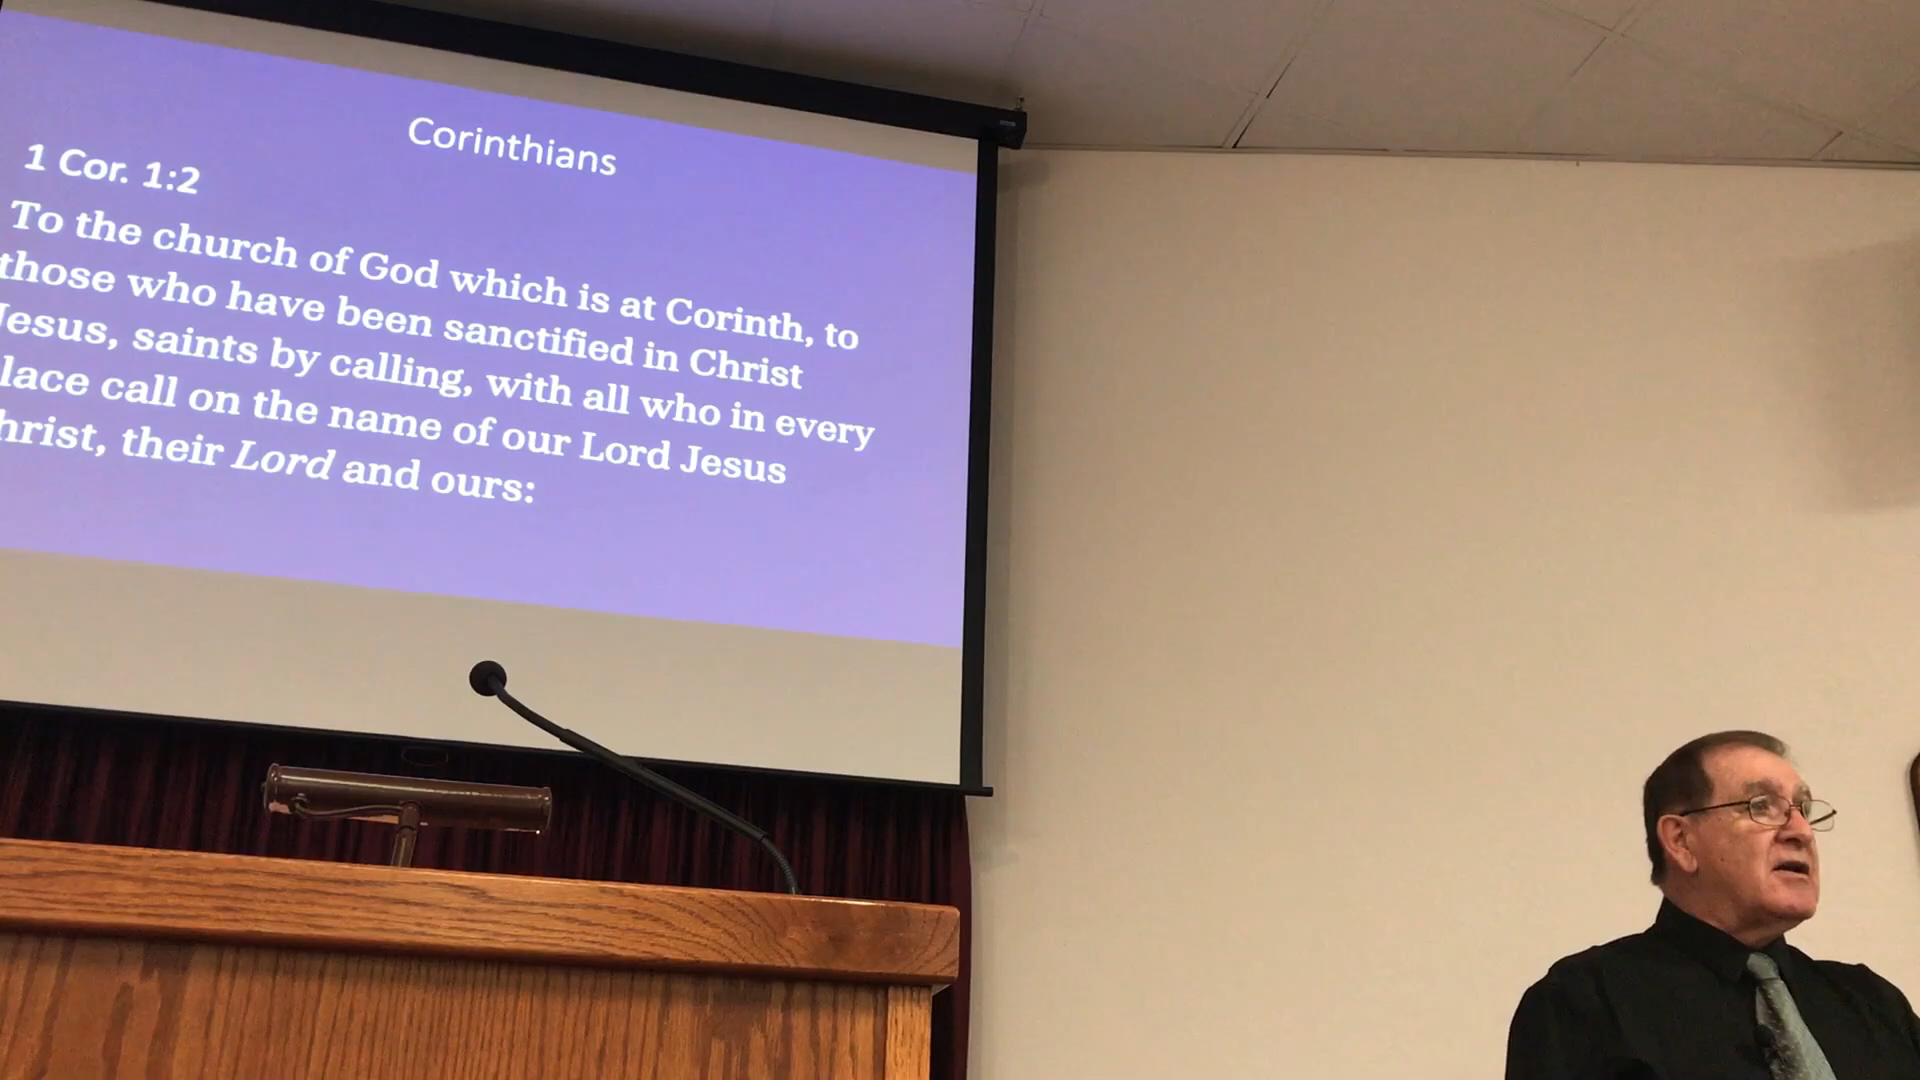 Corinthians
1 Cor. 1:2
To the church of God which is at Corinth, to
those who have been sanctified in Christ
Jesus, saints by calling, with all who in every
lace call on the name of our Lord Jesus
hrist, their Lord and ours: